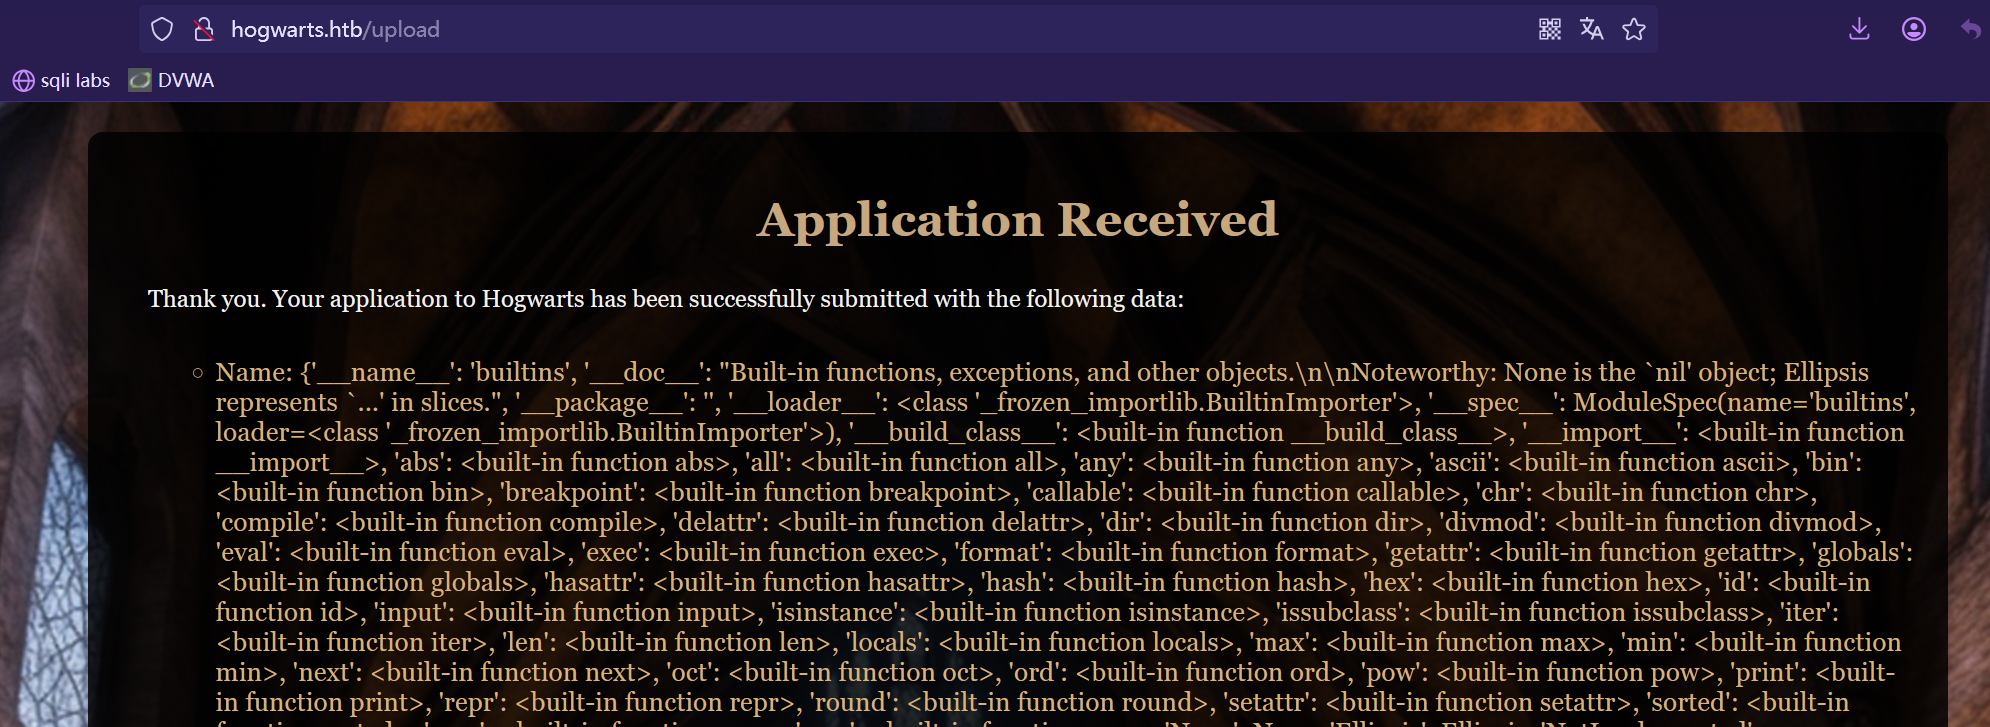 hogwarts.htb/upload
sqli labs DVWA
Application Received
Thank you. Your application to Hogwarts has been successfully submitted with the following data:
Name: {'__name__': 'builtins', '__doc__': "Built-in functions, exceptions, and other objects.\n\nNoteworthy: None is the `nil' object; Ellipsis
represents `...' in slices.", '__package__': '', '__loader__': <class '_frozen_importlib.BuiltinImporter'>, '__spec__': ModuleSpec(name='builtins',
loader=<class '_frozen_importlib.BuiltinImporter'>), '__build_class__': <built-in function __build_class__>, '__import__': <built-in function
__import__>, 'abs': <built-in function abs>, 'all': <built-in function all>, 'any': <built-in function any>, 'ascii': <built-in function ascii>, 'bin':
<built-in function bin>, 'breakpoint': <built-in function breakpoint>, 'callable': <built-in function callable>, 'chr': <built-in function chr>,
'compile': <built-in function compile>, 'delattr': <built-in function delattr>, 'dir': <built-in function dir>, 'divmod': <built-in function divmod>,
'eval': <built-in function eval>, 'exec': <built-in function exec>, 'format': <built-in function format>, 'getattr': <built-in function getattr>, 'globals':
<built-in function globals>, 'hasattr': <built-in function hasattr>, 'hash': <built-in function hash>, 'hex': <built-in function hex>, 'id': <built-in
function id>, 'input': <built-in function input>, 'isinstance': <built-in function isinstance>, 'issubclass': <built-in function issubclass>, 'iter':
<built-in function iter>, 'len': <built-in function len>, 'locals': <built-in function locals>, 'max': <built-in function max>, 'min': <built-in function
min>, 'next': <built-in function next>, 'oct': <built-in function oct>, 'ord': <built-in function ord>, 'pow': <built-in function pow>, 'print': <built-
in function print>, 'repr': <built-in function repr>, 'round': <built-in function round>, 'setattr': <built-in function setattr>, 'sorted': <built-in